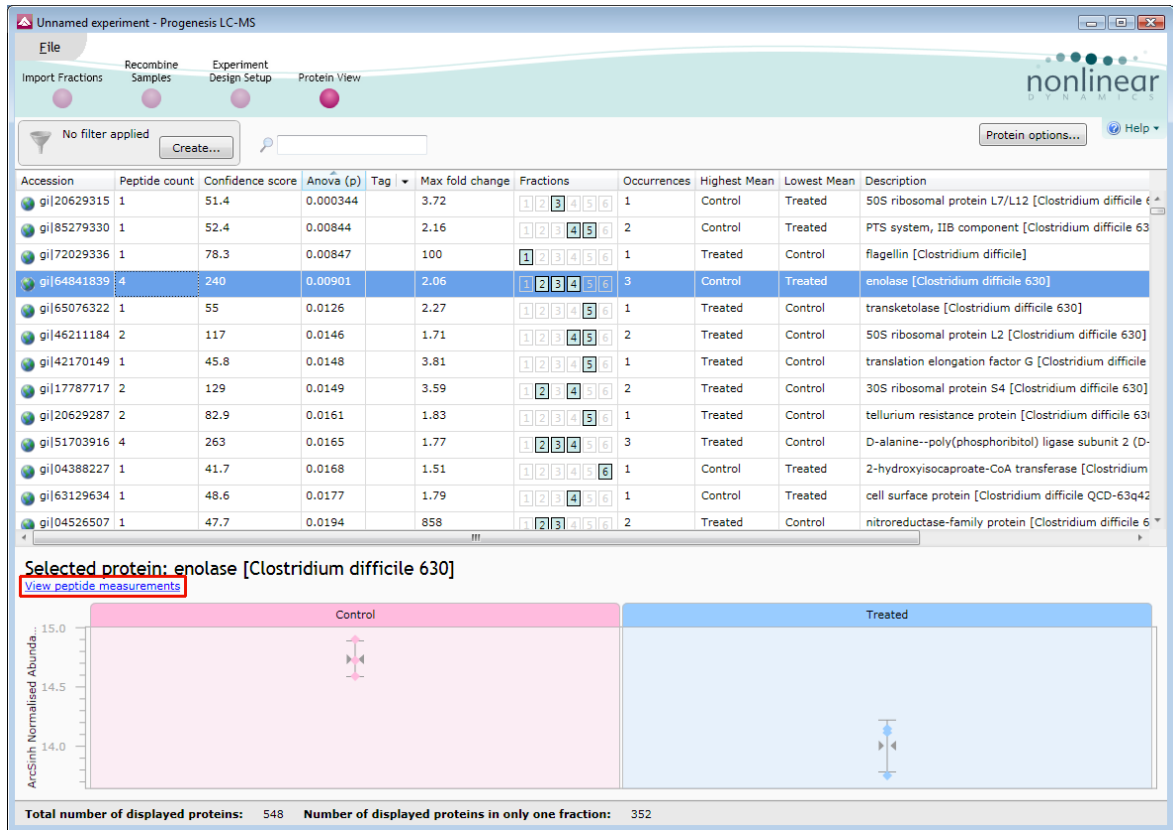 Unnamed experiment - Progenesis LC-MS
File
Import Fractions
Recombine Samples
Experiment Design Setup
Protein View
nonlinear
DYNAMICS
No filter applied
Create...
Protein options...
Help
Accession Peptide count Confidence score Anova (p) Tag Max fold change Fractions Occurrences Highest Mean Lowest Mean Description
gi|20629315 1 51.4 0.000344 3.72 1 2 3 4 5 6 1 Control Treated 50S ribosomal protein L7/L12 [Clostridium difficile 6
gi|85279330 1 52.4 0.00844 2.16 1 2 3 4 5 6 2 Control Treated PTS system, IIB component [Clostridium difficile 63
gi|72029336 1 78.3 0.00847 100 1 2 3 4 5 6 1 Treated Control flagellin [Clostridium difficile]
gi|64841839 4 240 0.00901 2.06 1 2 3 4 5 6 3 Control Treated enolase [Clostridium difficile 630]
gi|65076322 1 55 0.0126 2.27 1 2 3 4 5 6 1 Treated Control transketolase [Clostridium difficile 630]
gi|46211184 2 117 0.0146 1.71 1 2 3 4 5 6 2 Treated Control 50S ribosomal protein L2 [Clostridium difficile 630]
gi|42170149 1 45.8 0.0148 3.81 1 2 3 4 5 6 1 Treated Control translation elongation factor G [Clostridium difficile
gi|17787717 2 129 0.0149 3.59 1 2 3 4 5 6 2 Treated Control 30S ribosomal protein S4 [Clostridium difficile 630]
gi|20629287 2 82.9 0.0161 1.83 1 2 3 4 5 6 1 Treated Control tellurium resistance protein [Clostridium difficile 63
gi|51703916 4 263 0.0165 1.77 1 2 3 4 5 6 3 Treated Control D-alanine--poly(phosphoribitol) ligase subunit 2 (D-
gi|04388227 1 41.7 0.0168 1.51 1 2 3 4 5 6 1 Control Treated 2-hydroxyisocaproate-CoA transferase [Clostridium
gi|63129634 1 48.6 0.0177 1.79 1 2 3 4 5 6 1 Treated Control cell surface protein [Clostridium difficile QCD-63q42
gi|04526507 1 47.7 0.0194 858 1 2 3 4 5 6 2 Treated Control nitroreductase-family protein [Clostridium difficile 6
Selected protein: enolase [Clostridium difficile 630]
View peptide measurements
Control
Treated
ArcSinh Normalised Abunda...
15.0
14.5
14.0
Total number of displayed proteins: 548 Number of displayed proteins in only one fraction: 352